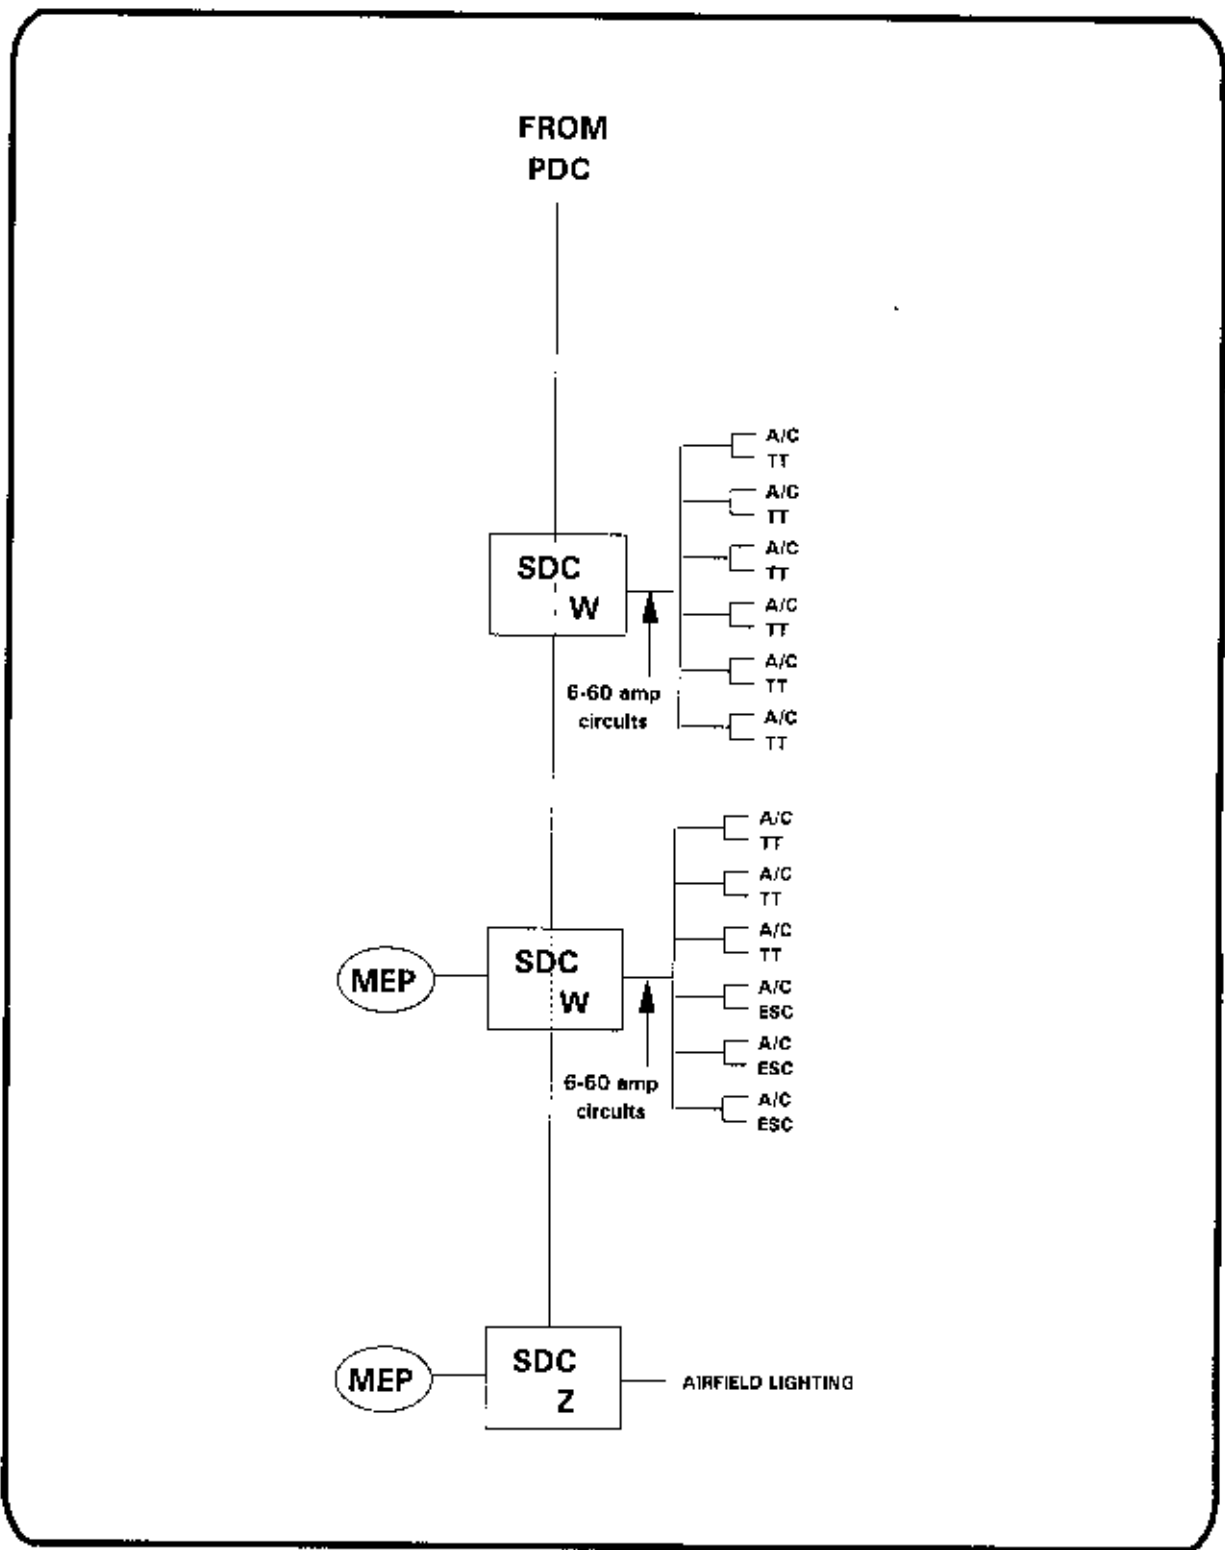 FROM
PDC
A/C
TT
A/C
TT
A/C
TT
A/C
TT
A/C
TT
A/C
TT
SDC
W
6-60 amp
circuits
A/C
TT
A/C
TT
A/C
TT
A/C
ESC
A/C
ESC
A/C
ESC
MEP
SDC
W
6-60 amp
circuits
MEP
SDC
Z
AIRFIELD LIGHTING